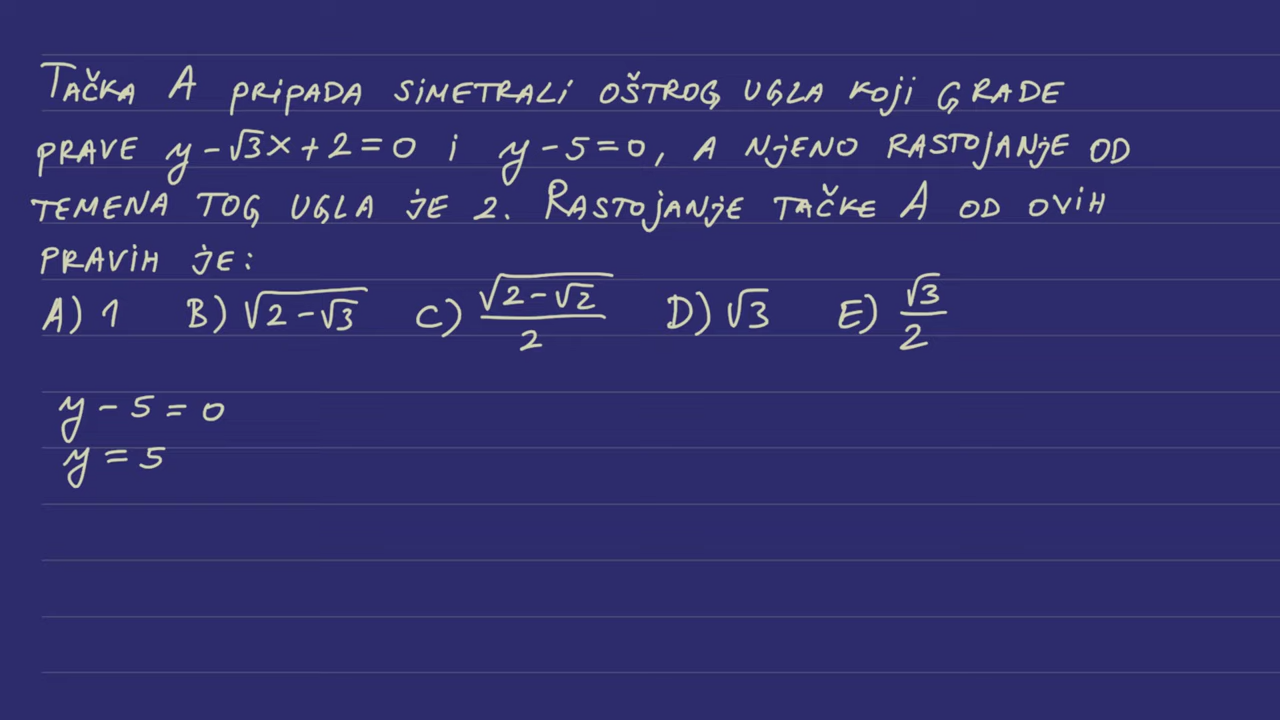 TAČKA A PRIPADA SIMETRALI OŠTROG UGLA KOJI GRADE
PRAVE y - √3x + 2 = 0 i y - 5 = 0, A NJENO RASTOJANJE OD
TEMENA TOG UGLA JE 2. RASTOJANJE TAČKE A OD OVIH
PRAVIH JE:
A) 1 B) √(2-√3) C) √(2-√2)/2 D) √3 E) √3/2
y - 5 = 0
y = 5